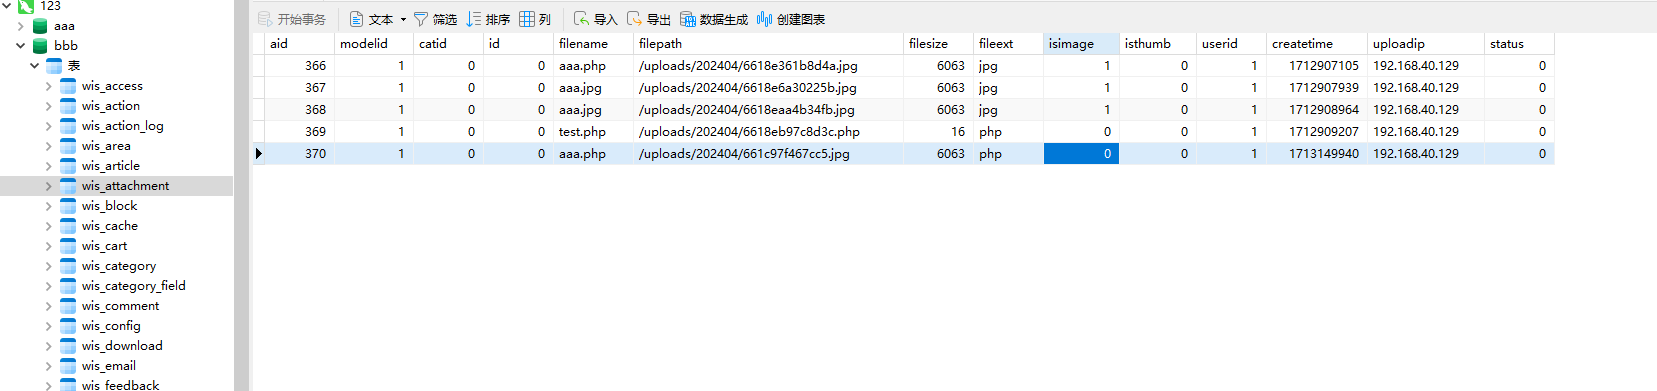 123
aaa
bbb
表
wis_access
wis_action
wis_action_log
wis_area
wis_article
wis_attachment
wis_block
wis_cache
wis_cart
wis_category
wis_category_field
wis_comment
wis_config
wis_download
wis_email
wis_feedback
开始事务 文本 筛选 排序 列 导入 导出 数据生成 创建图表
aid modelid catid id filename filepath filesize fileext isimage isthumb userid createtime uploadip status
366 1 0 0 aaa.php /uploads/202404/6618e361b8d4a.jpg 6063 jpg 1 0 1 1712907105 192.168.40.129 0
367 1 0 0 aaa.jpg /uploads/202404/6618e6a30225b.jpg 6063 jpg 1 0 1 1712907939 192.168.40.129 0
368 1 0 0 aaa.jpg /uploads/202404/6618eaa4b34fb.jpg 6063 jpg 1 0 1 1712908964 192.168.40.129 0
369 1 0 0 test.php /uploads/202404/6618eb97c8d3c.php 16 php 0 0 1 1712909207 192.168.40.129 0
370 1 0 0 aaa.php /uploads/202404/661c97f467cc5.jpg 6063 php 0 0 1 1713149940 192.168.40.129 0